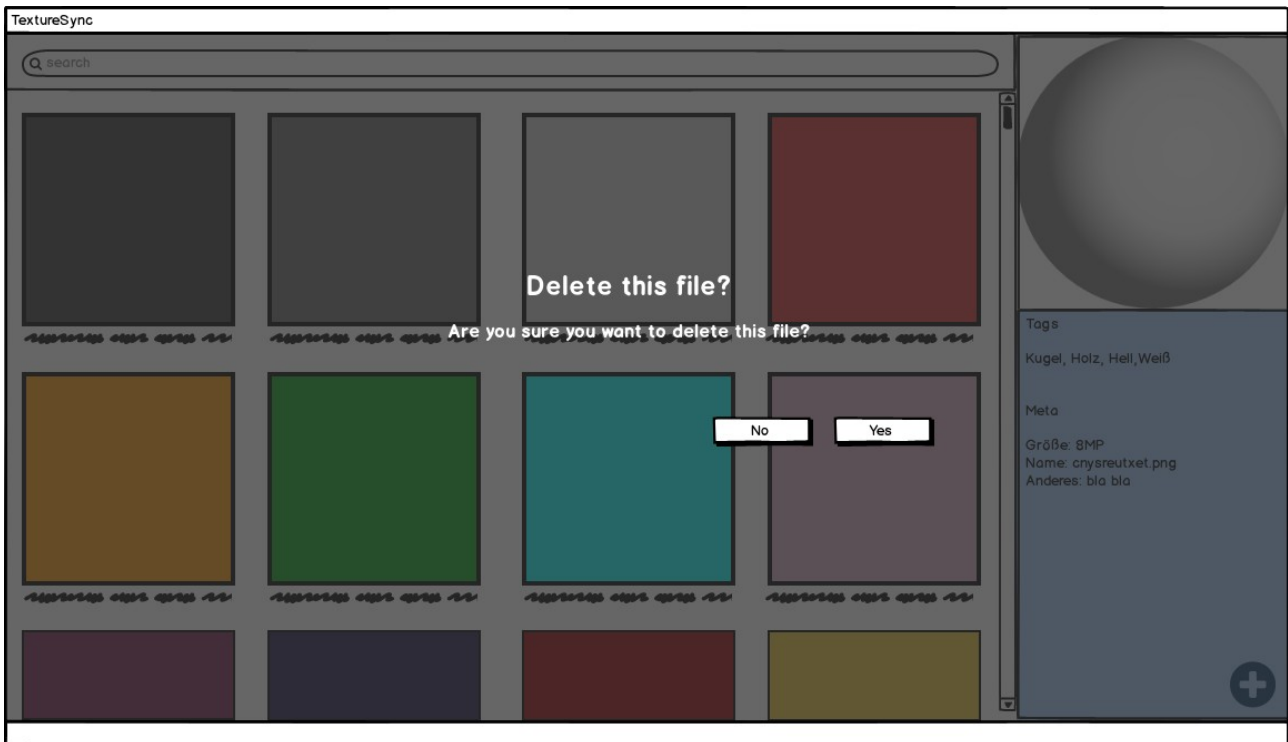 TextureSync
search
Delete this file?
Are you sure you want to delete this file?
No
Yes
Tags
Kugel, Holz, Hell,Weiß
Meta
Größe: 8MP
Name: cnysreutxet.png
Anderes: bla bla